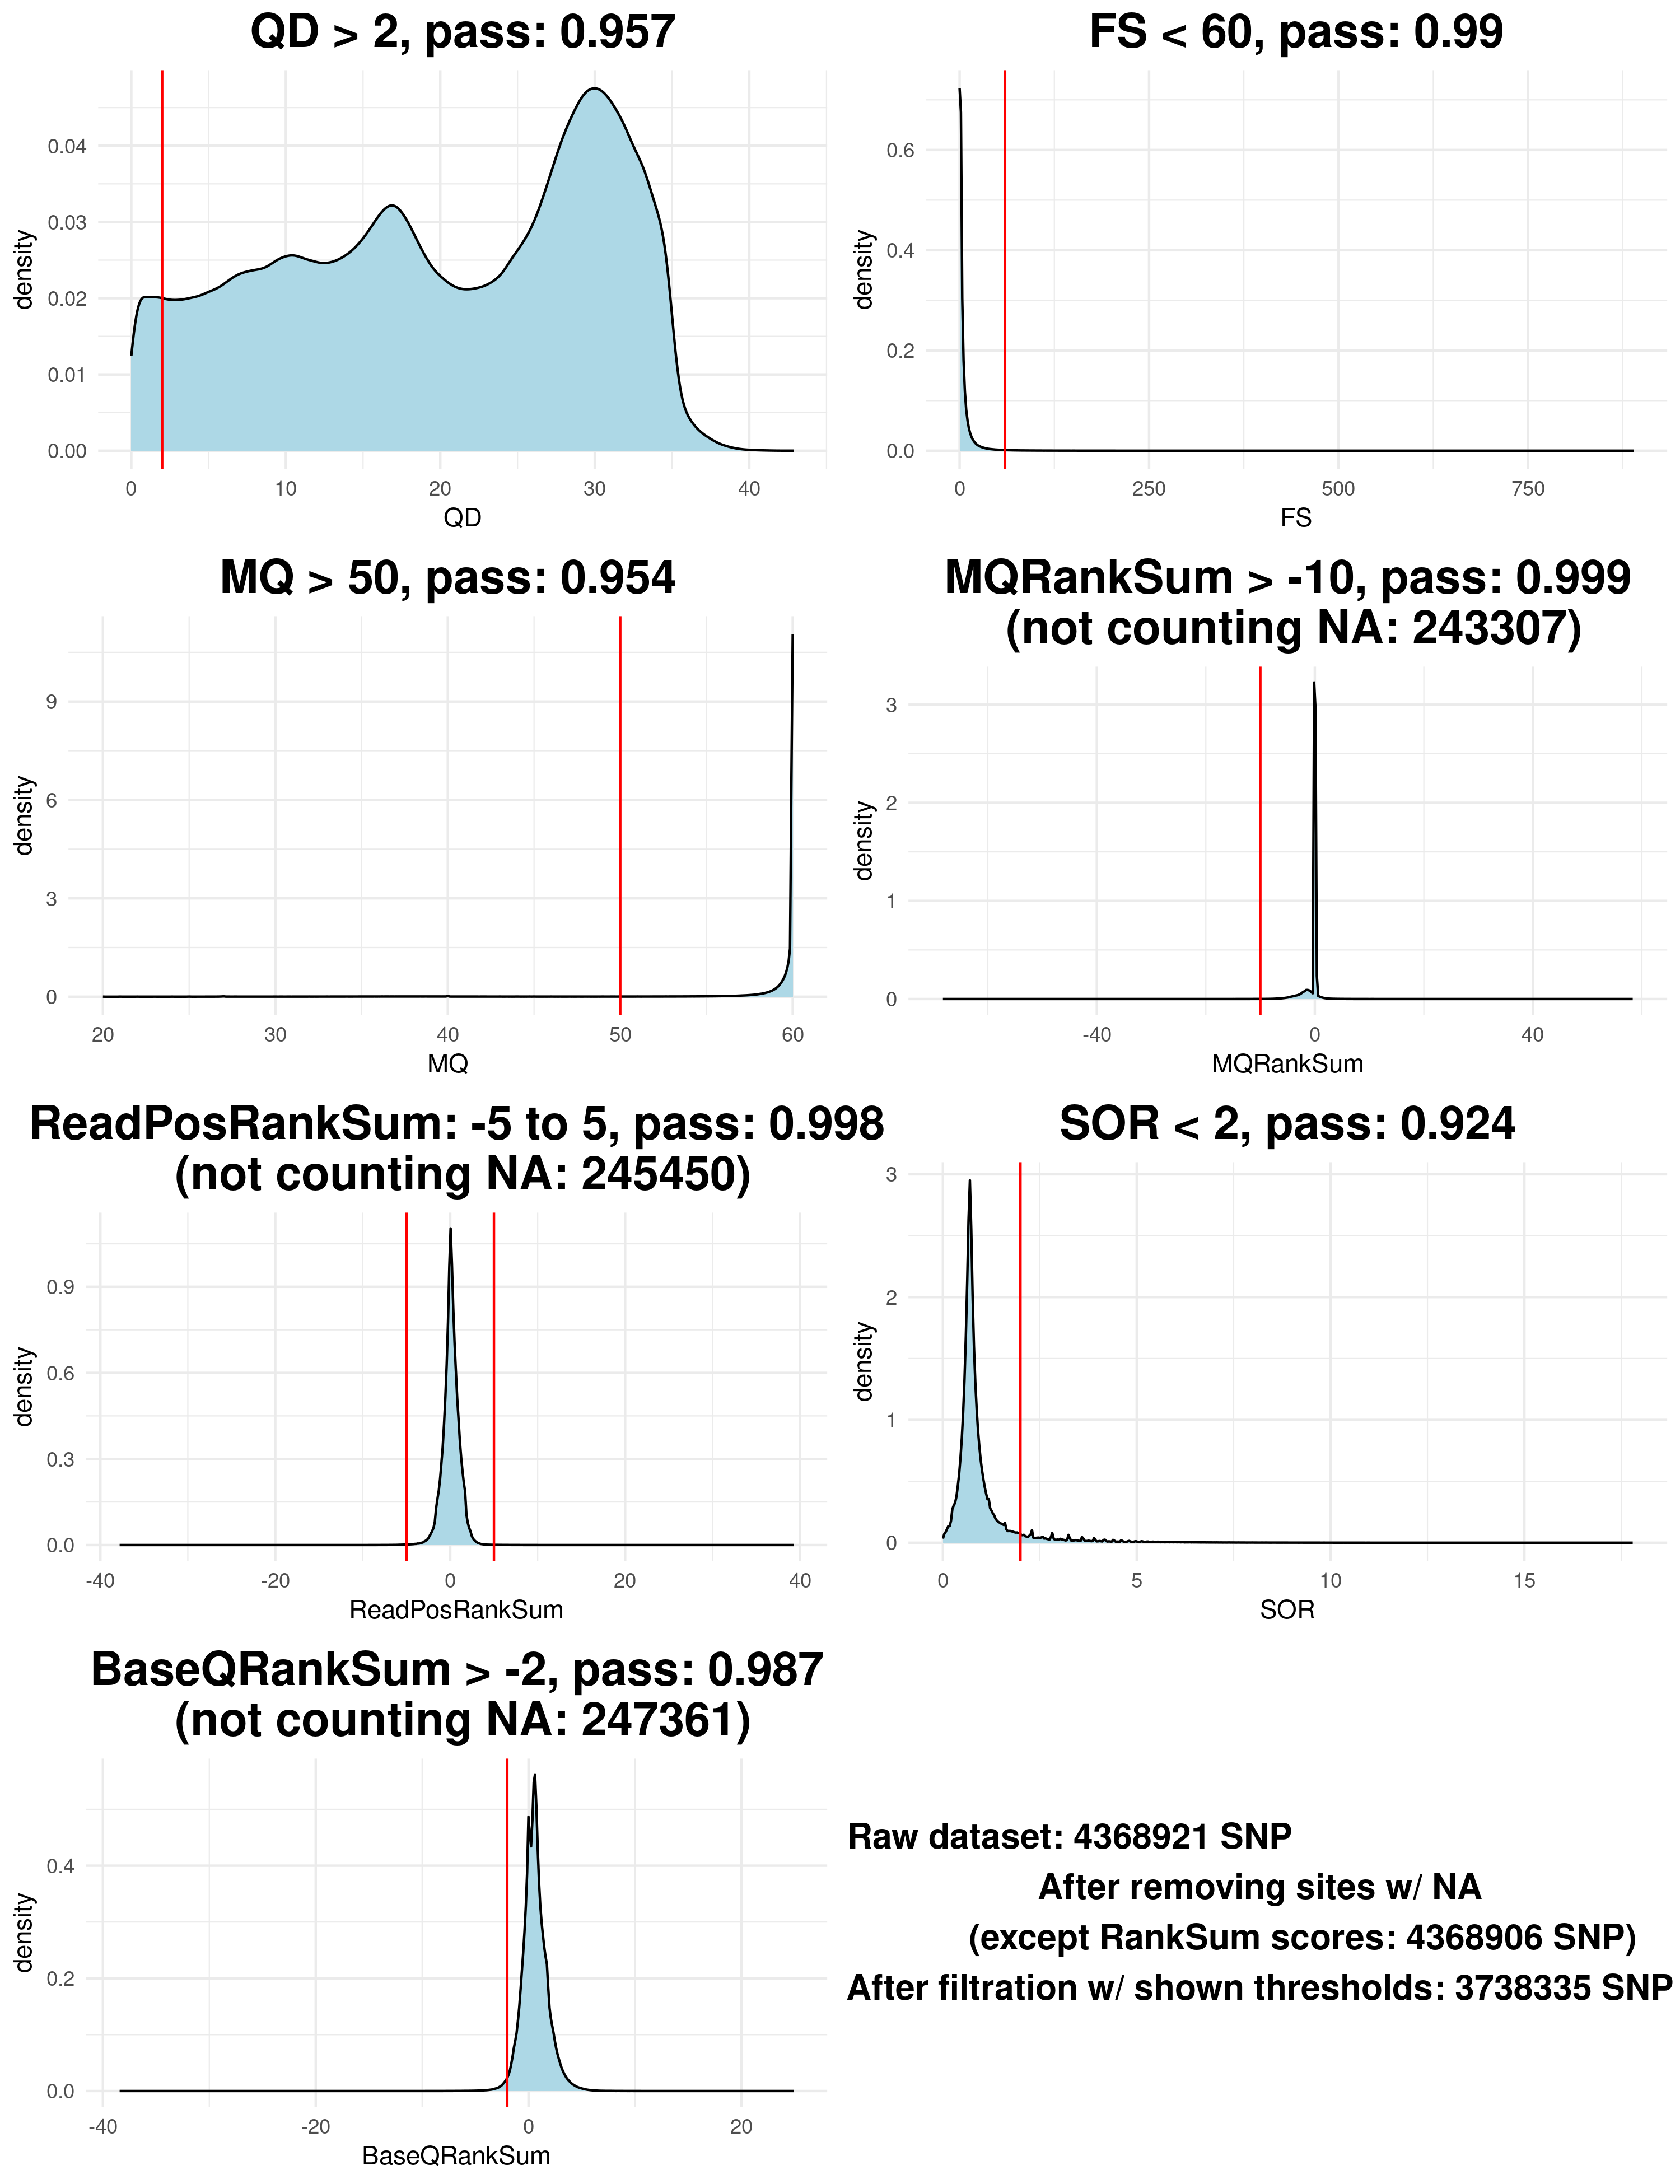 QD > 2, pass: 0.957
density
0.04
0.03
0.02
0.01
0.00
0 10 20 30 40
QD
FS < 60, pass: 0.99
density
0.6
0.4
0.2
0.0
0 250 500 750
FS
MQ > 50, pass: 0.954
density
9
6
3
0
20 30 40 50 60
MQ
MQRankSum > -10, pass: 0.999
(not counting NA: 243307)
density
3
2
1
0
-40 0 40
MQRankSum
ReadPosRankSum: -5 to 5, pass: 0.998
(not counting NA: 245450)
density
0.9
0.6
0.3
0.0
-40 -20 0 20 40
ReadPosRankSum
SOR < 2, pass: 0.924
density
3
2
1
0
0 5 10 15
SOR
BaseQRankSum > -2, pass: 0.987
(not counting NA: 247361)
density
0.4
0.2
0.0
-40 -20 0 20
BaseQRankSum
Raw dataset: 4368921 SNP
After removing sites w/ NA
(except RankSum scores: 4368906 SNP)
After filtration w/ shown thresholds: 3738335 SNP